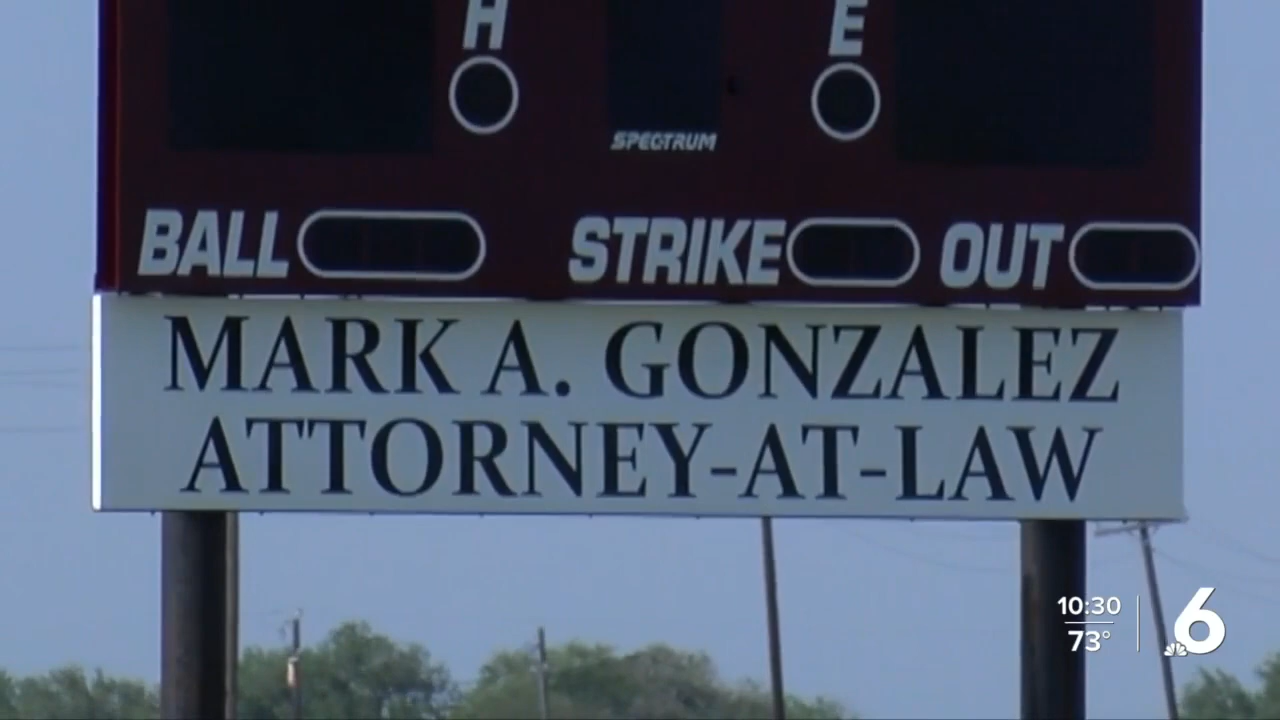 H E
SPECTRUM
BALL STRIKE OUT
MARK A. GONZALEZ
ATTORNEY-AT-LAW
10:30
73°
6